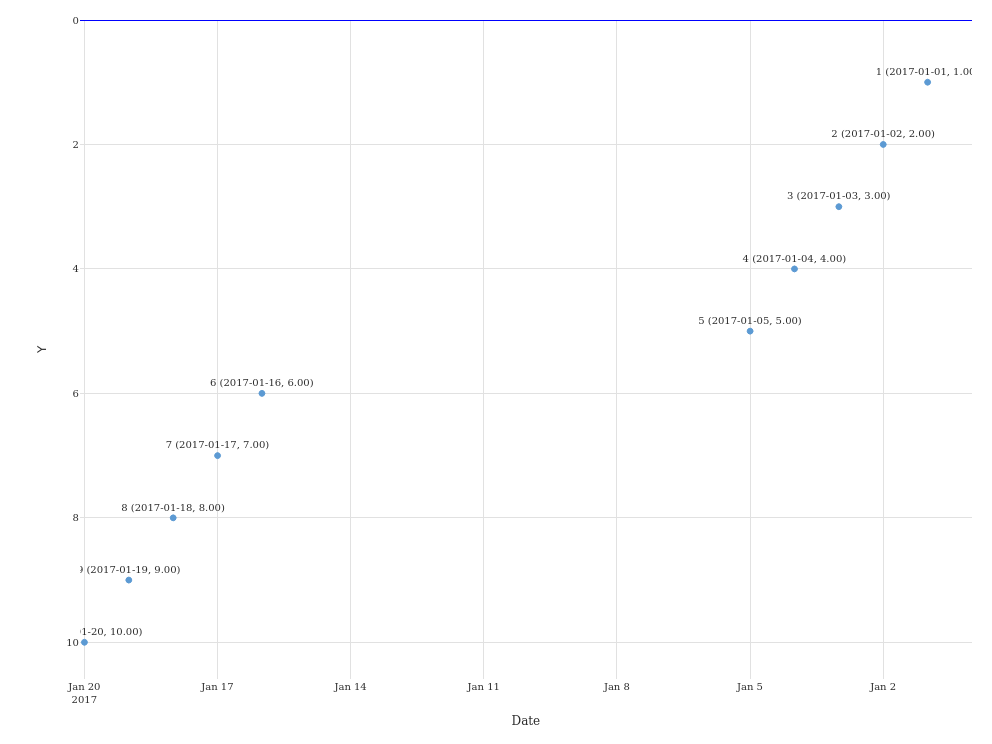 0
1 (2017-01-01, 1.00
2 (2017-01-02, 2.00)
2
3 (2017-01-03, 3.00)
4 (2017-01-04, 4.00)
4
5 (2017-01-05, 5.00)
Y
6 (2017-01-16, 6.00)
6
7 (2017-01-17, 7.00)
8 (2017-01-18, 8.00)
8
9 (2017-01-19, 9.00)
1-20, 10.00)
10
Jan 20 Jan 17 Jan 14 Jan 11 Jan 8 Jan 5 Jan 2
2017
Date